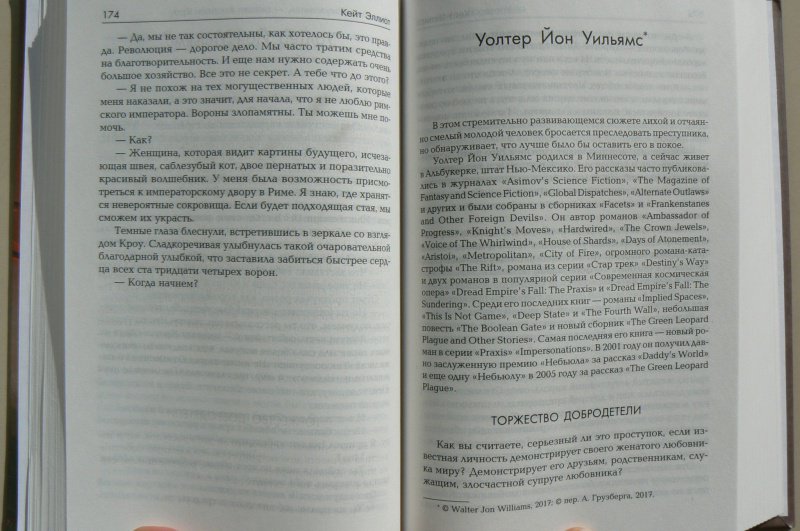 174
Кейт Эллиот
— Да, мы не так состоятельны, как хотелось бы, это прав-
да. Революция — дорогое дело. Мы часто тратим средства
на благотворительность. И еще нам нужно содержать очень
большое хозяйство. Все это не секрет. А тебе что до этого?
— Я не похож на тех могущественных людей, которые
меня наказали, а это значит, для начала, что я не люблю рим-
ского императора. Вороны злопамятны. Ты можешь мне по-
мочь.
— Как?
— Женщина, которая видит картины будущего, исчеза-
ющая швея, саблезубый кот, двое пернатых и поразительно
красивый волшебник. У меня была возможность присмо-
треться к императорскому двору в Риме. Я знаю, где хранят-
ся невероятные сокровища. Если будет подходящая стая, мы
сможем их украсть.
Темные глаза блеснули, встретившись в зеркале со взгля-
дом Кроу. Сладкоречивая улыбнулась такой очаровательной
благодарной улыбкой, что заставила забиться быстрее серд-
ца всех ста тридцати четырех ворон.
— Когда начнем?
Уолтер Йон Уильямс*
В этом стремительно развивающемся сюжете лихой и отчаян-
но смелый молодой человек бросается преследовать преступника,
но обнаруживает, что лучше было бы оставить его в покое.
Уолтер Йон Уильямс родился в Миннесоте, а сейчас живет
в Альбукерке, штат Нью-Мексико. Его рассказы часто публикова-
лись в журналах «Asimov's Science Fiction», «The Magazine of
Fantasy and Science Fiction», «Global Dispatches», «Alternate Outlaws»
и других и были собраны в сборниках «Facets» и «Frankenstanes
and Other Foreign Devils». Он автор романов «Ambassador of
Progress», «Knight's Moves», «Hardwired», «The Crown Jewels»,
«Voice of The Whirlwind», «House of Shards», «Days of Atonement»,
«Aristoi», «Metropolitan», «City of Fire», огромного романа-ката-
строфы «The Rift», романа из серии «Стар трек» «Destiny's Way»
и двух романов в популярной серии «Современная космическая
опера» «Dread Empire's Fall: The Praxis» и «Dread Empire's Fall: The
Sundering». Среди его последних книг — романы «Implied Spaces»,
«This Is Not Game», «Deep State» и «The Fourth Wall», небольшая
повесть «The Boolean Gate» и новый сборник «The Green Leopard
Plague and Other Stories». Самая последняя его книга — новый ро-
ман в серии «Praxis» «Impersonations». В 2001 году он получил дав-
но заслуженную премию «Небьюла» за рассказ «Daddy's World»
и еще одну «Небьюлу» в 2005 году за рассказ «The Green Leopard
Plague».
ТОРЖЕСТВО ДОБРОДЕТЕЛИ
Как вы считаете, серьезный ли это проступок, если из-
вестная личность демонстрирует своего женатого любовни-
ка миру? Демонстрирует его друзьям, родственникам, слу-
жащим, злосчастной супруге любовника?
* © Walter Jon Williams, 2017; © пер. А. Грузберга, 2017.